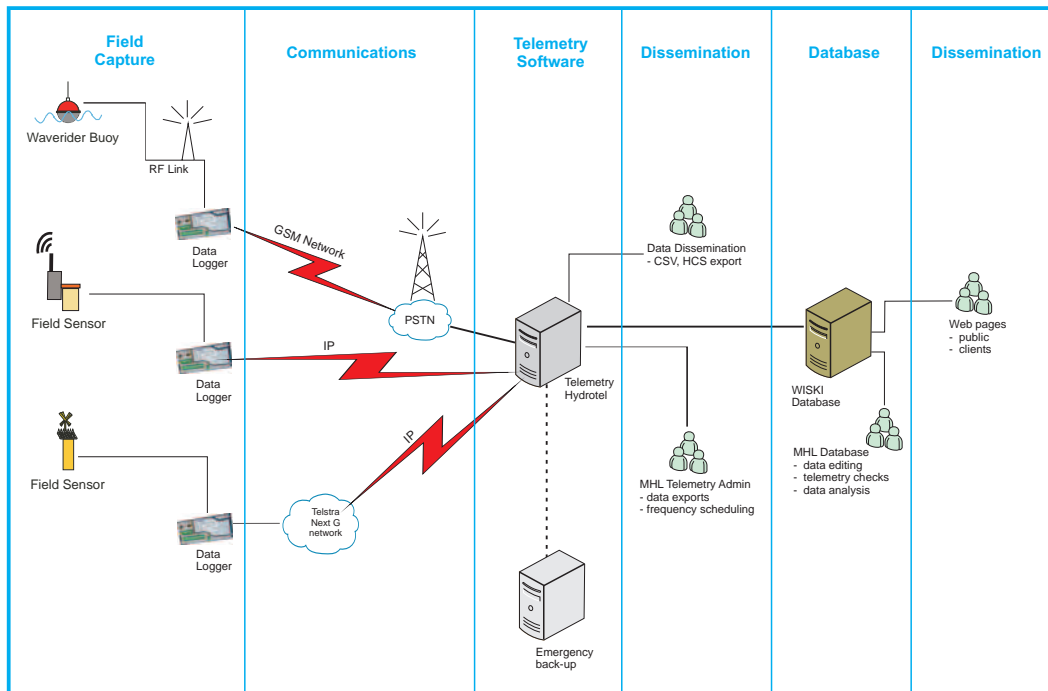 Field
Capture
Communications
Telemetry
Software
Dissemination
Database
Dissemination
Waverider Buoy
RF Link
Data
Logger
GSM Network
PSTN
Field Sensor
Data
Logger
IP
Field Sensor
Data
Logger
Telstra
Next G
network
IP
Telemetry
Hydrotel
Emergency
back-up
Data Dissemination
- CSV, HCS export
MHL Telemetry Admin
- data exports
- frequency scheduling
WISKI
Database
MHL Database
- data editing
- telemetry checks
- data analysis
Web pages
- public
- clients